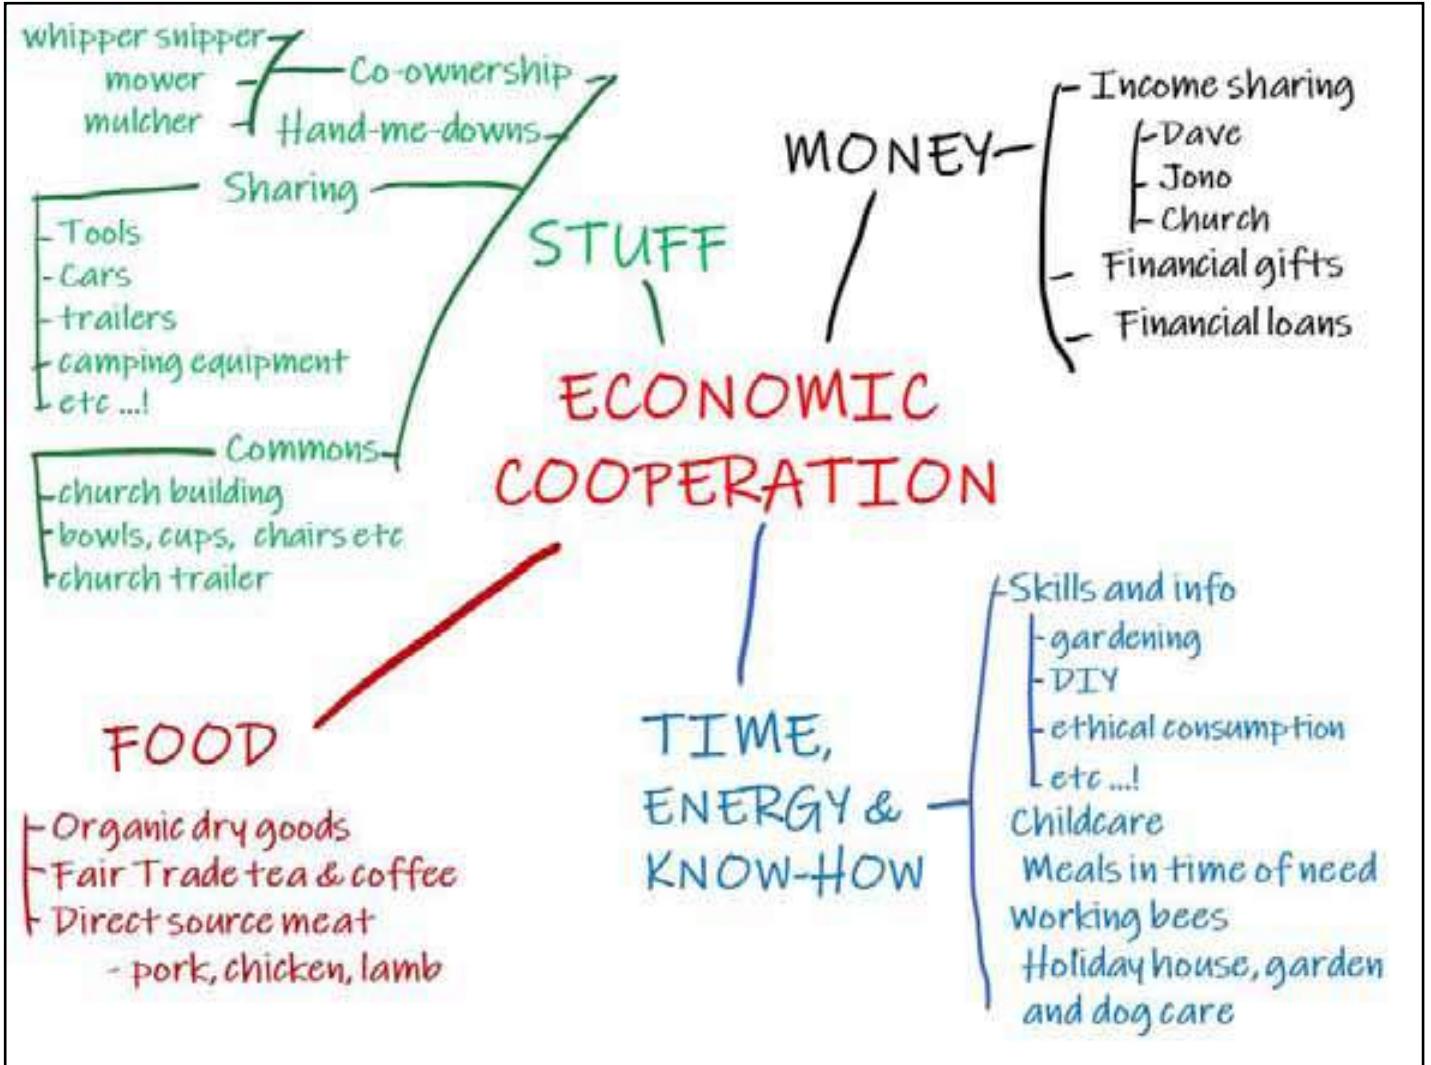 whipper snipper
mower
mulcher
Co-ownership
Hand-me-downs
Sharing
Tools
Cars
trailers
camping equipment
etc ...!
Commons
church building
bowls, cups, chairs etc
church trailer
STUFF
MONEY
Income sharing
Dave
Jono
Church
Financial gifts
Financial loans
ECONOMIC
COOPERATION
FOOD
Organic dry goods
Fair Trade tea & coffee
Direct source meat
- pork, chicken, lamb
TIME,
ENERGY &
KNOW-HOW
Skills and info
gardening
DIY
ethical consumption
etc ...!
Childcare
Meals in time of need
Working bees
Holiday house, garden
and dog care